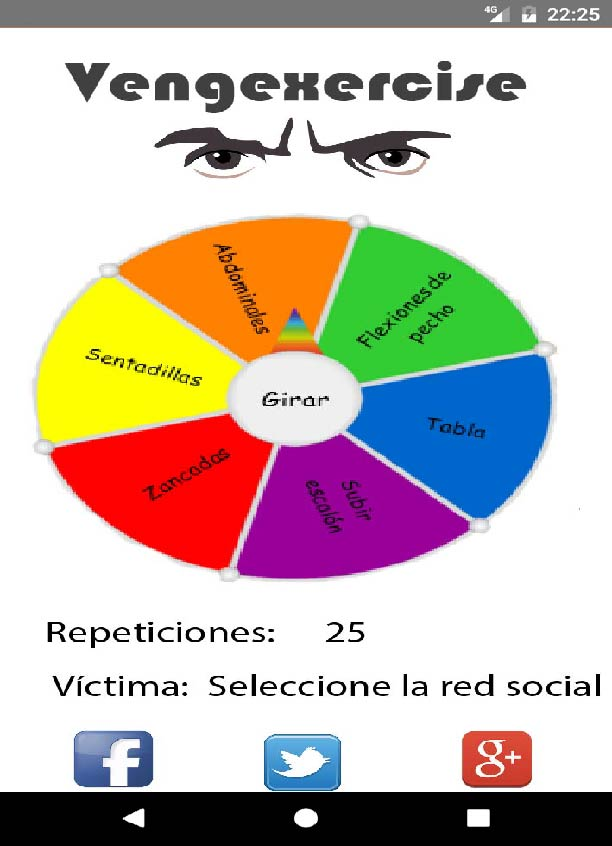 4G 22:25
Vengexercise
Abdominales
Flexiones de
pecho
Sentadillas
Girar
Tabla
Zancadas
Subir
escalón
Repeticiones: 25
Víctima: Seleccione la red social
f
g+